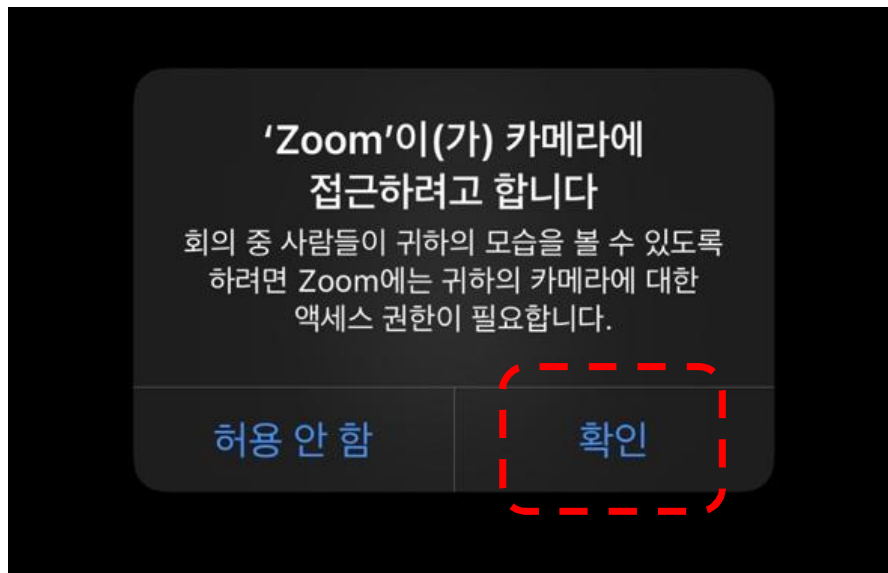 ‘Zoom’이(가) 카메라에
접근하려고 합니다
회의 중 사람들이 귀하의 모습을 볼 수 있도록
하려면 Zoom에는 귀하의 카메라에 대한
액세스 권한이 필요합니다.
허용 안 함
확인